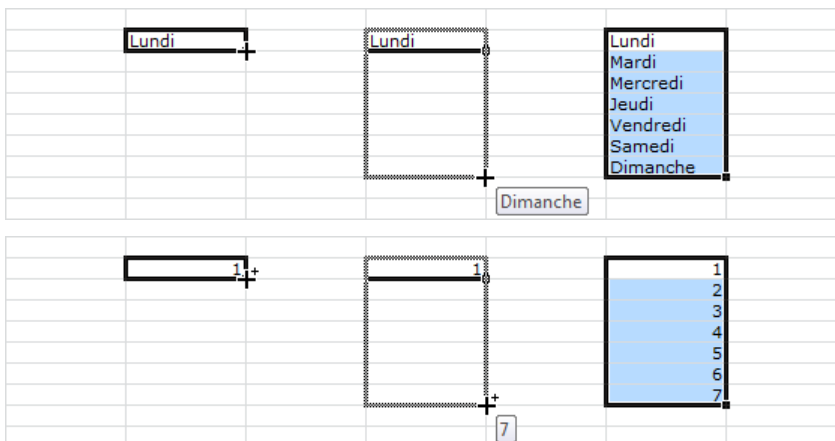 Lundi Lundi Lundi
Mardi
Mercredi
Jeudi
Vendredi
Samedi
Dimanche
Dimanche
1 1 1
2
3
4
5
6
7
7